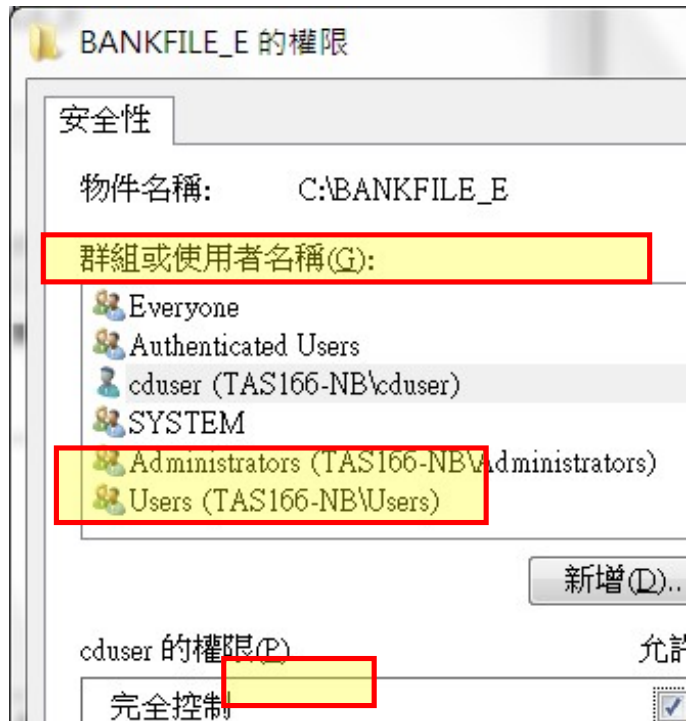 BANKFILE_E 的權限
安全性
物件名稱: C:\BANKFILE_E
群組或使用者名稱(G):
Everyone
Authenticated Users
cduser (TAS166-NB\cduser)
SYSTEM
Administrators (TAS166-NB\Administrators)
Users (TAS166-NB\Users)
新增(D)..
cduser 的權限(P) 允許
完全控制